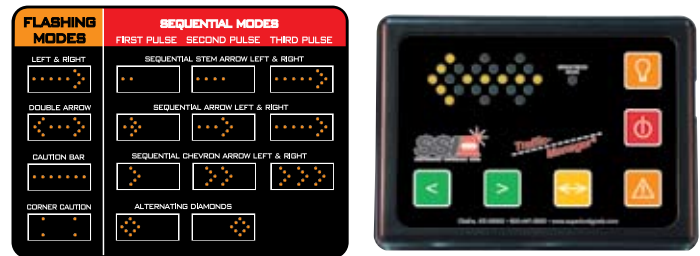 FLASHING
MODES
SEQUENTIAL MODES
FIRST PULSE SECOND PULSE THIRD PULSE
LEFT & RIGHT
SEQUENTIAL STEM ARROW LEFT & RIGHT
DOUBLE ARROW
SEQUENTIAL ARROW LEFT & RIGHT
CAUTION BAR
SEQUENTIAL CHEVRON ARROW LEFT & RIGHT
CORNER CAUTION
ALTERNATING DIAMONDS
SSI
Traffic
Manager
< >